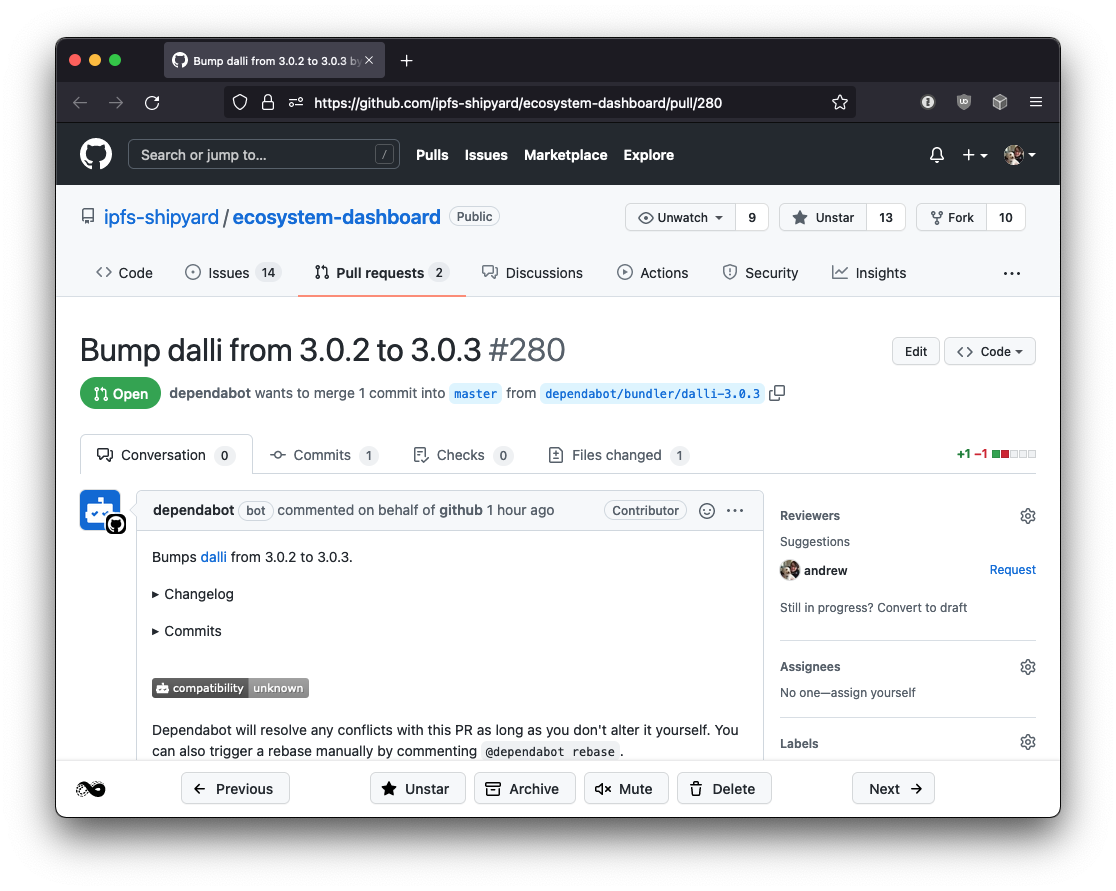 Bump dalli from 3.0.2 to 3.0.3 by
https://github.com/ipfs-shipyard/ecosystem-dashboard/pull/280
UD
Search or jump to... / Pulls Issues Marketplace Explore
ipfs-shipyard / ecosystem-dashboard Public Unwatch 9 Unstar 13 Fork 10
Code Issues 14 Pull requests 2 Discussions Actions Security Insights
Bump dalli from 3.0.2 to 3.0.3 #280 Edit Code
Open dependabot wants to merge 1 commit into master from dependabot/bundler/dalli-3.0.3
Conversation 0 Commits 1 Checks 0 Files changed 1 +1 −1
dependabot bot commented on behalf of github 1 hour ago Contributor
Bumps dalli from 3.0.2 to 3.0.3.
Changelog
Commits
compatibility unknown
Dependabot will resolve any conflicts with this PR as long as you don't alter it yourself. You
can also trigger a rebase manually by commenting @dependabot rebase .
Reviewers
Suggestions
andrew Request
Still in progress? Convert to draft
Assignees
No one—assign yourself
Labels
Previous Unstar Archive Mute Delete Next